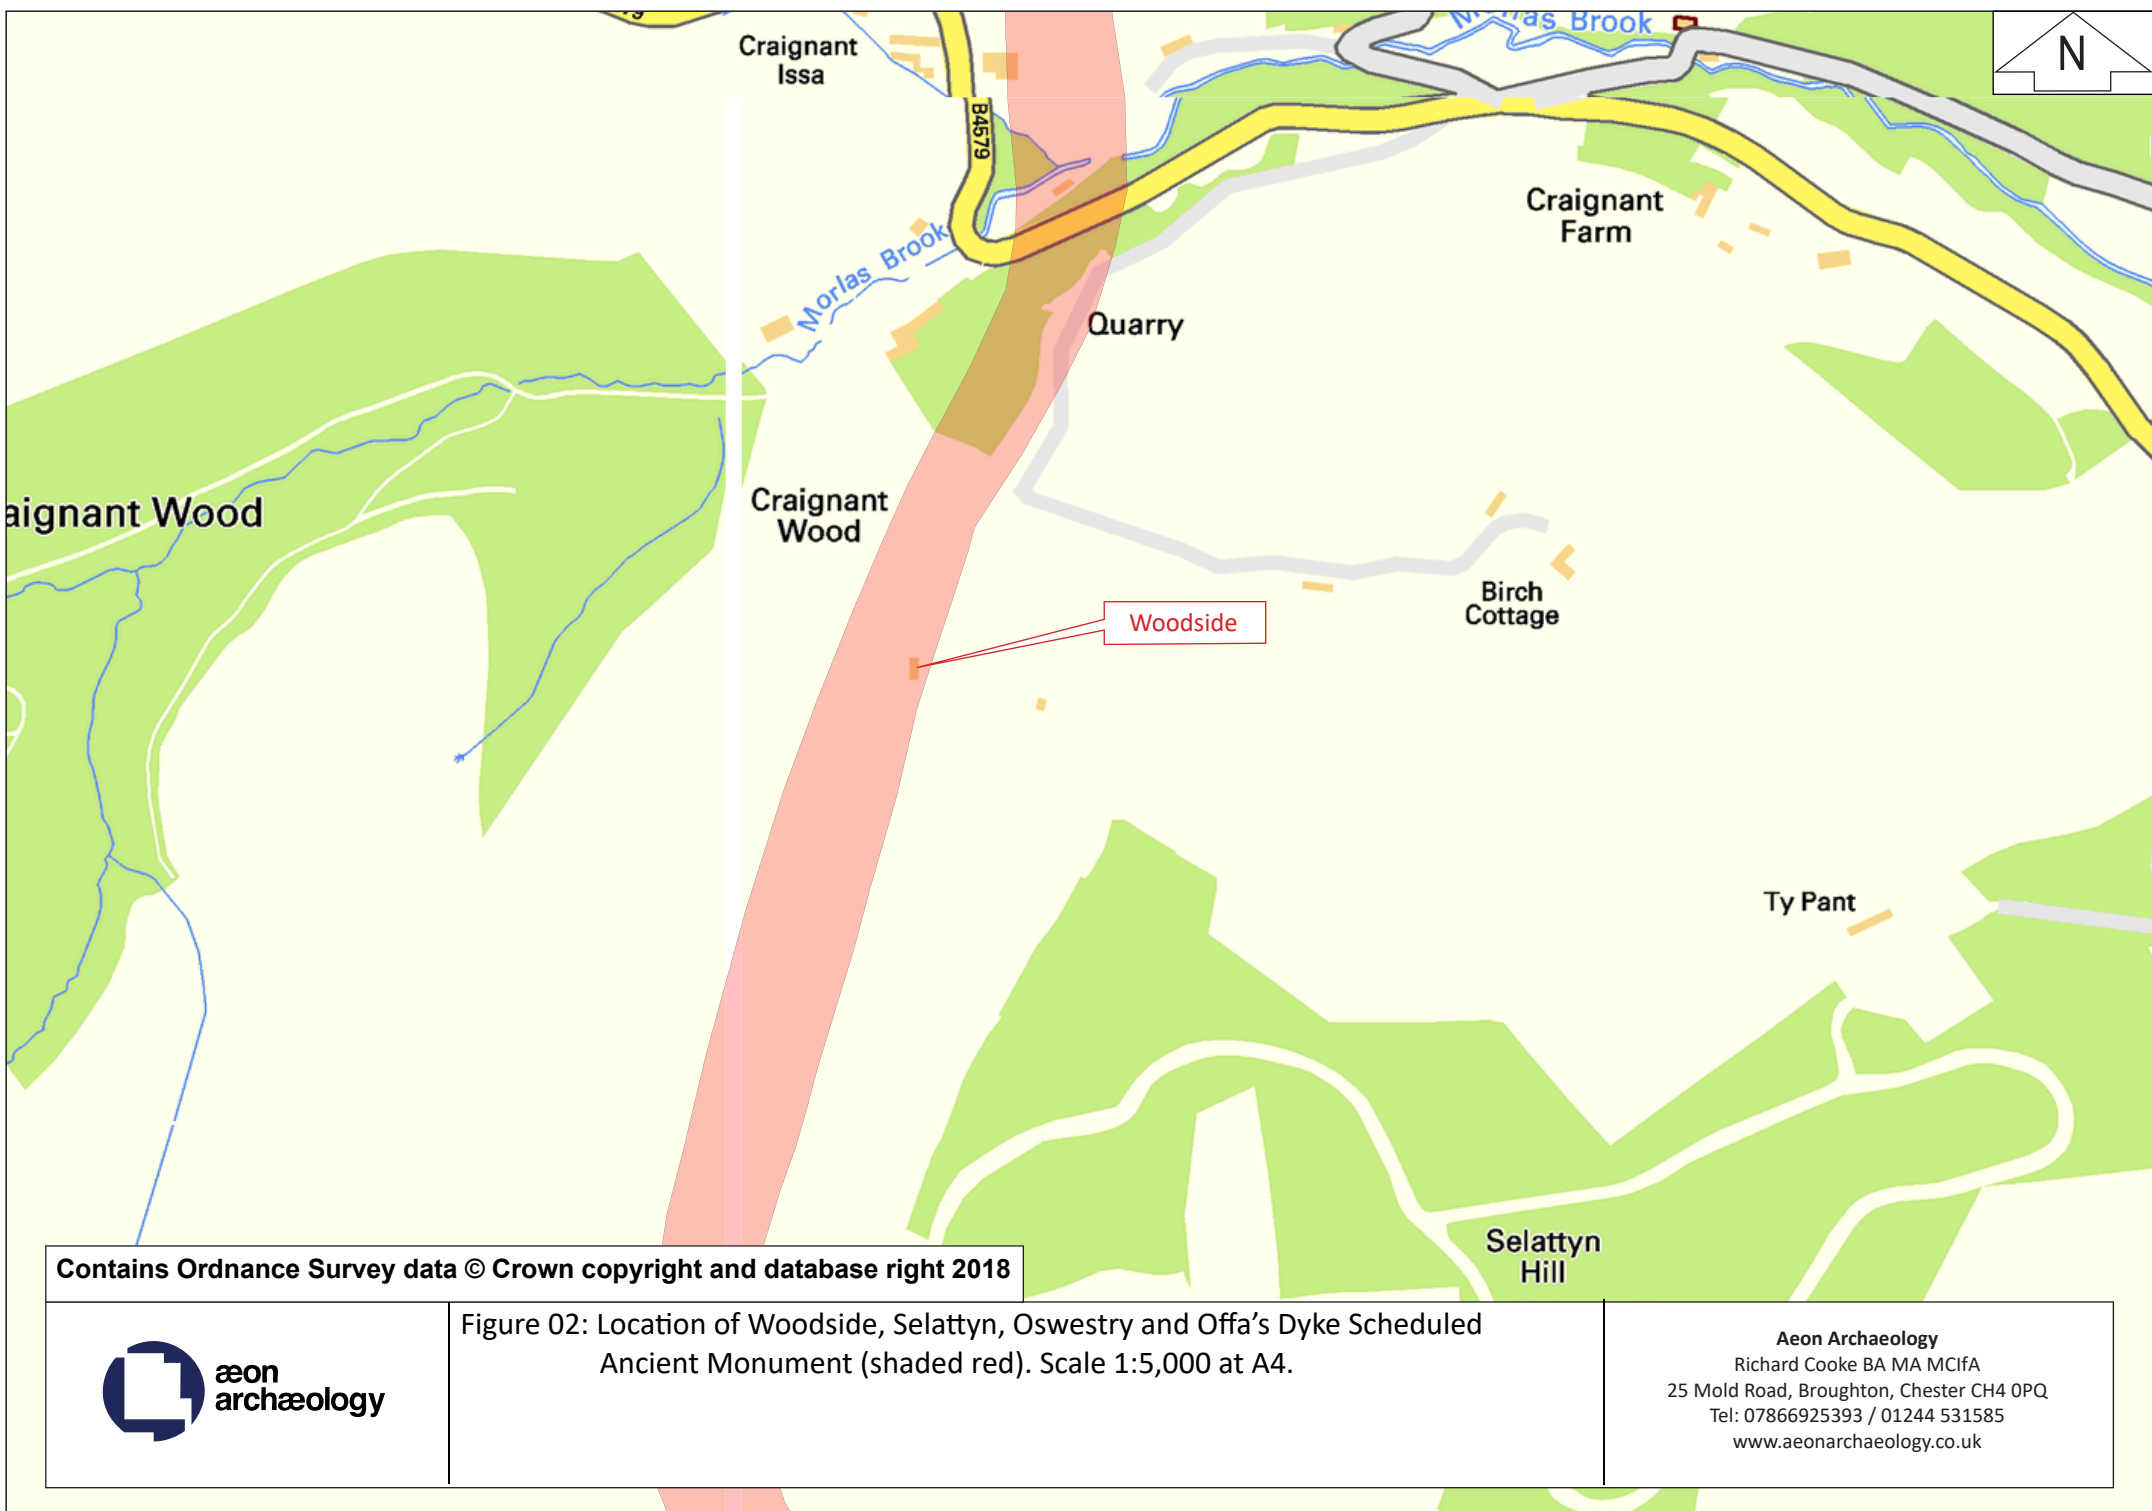 Morlas Brook
N
Craignant
Issa
B4579
Craignant
Farm
Morlas Brook
Quarry
aignant Wood
Craignant
Wood
Birch
Cottage
Woodside
Ty Pant
Selattyn
Hill
Contains Ordnance Survey data © Crown copyright and database right 2018
æon
archæology
Figure 02: Location of Woodside, Selattyn, Oswestry and Offa's Dyke Scheduled
Ancient Monument (shaded red). Scale 1:5,000 at A4.
Aeon Archaeology
Richard Cooke BA MA MCIfA
25 Mold Road, Broughton, Chester CH4 0PQ
Tel: 07866925393 / 01244 531585
www.aeonarchaeology.co.uk